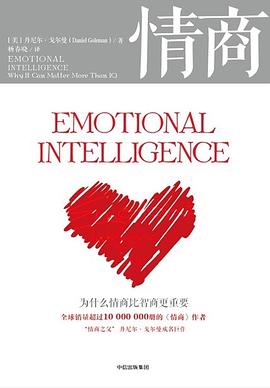 情商
[美]丹尼尔·戈尔曼(Daniel Goleman)著
杨春晓/译
EMOTIONAL
INTELLIGENCE
Why It Can Matter More Than IQ
EMOTIONAL
INTELLIGENCE
为什么情商比智商更重要
全球销量超过10 000 000册的《情商》作者
“情商之父”丹尼尔·戈尔曼成名巨作
中信出版集团